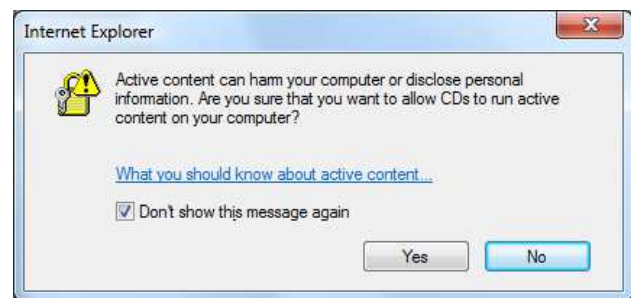 Internet Explorer
Active content can harm your computer or disclose personal
information. Are you sure that you want to allow CDs to run active
content on your computer?
What you should know about active content...
Don't show this message again
Yes No